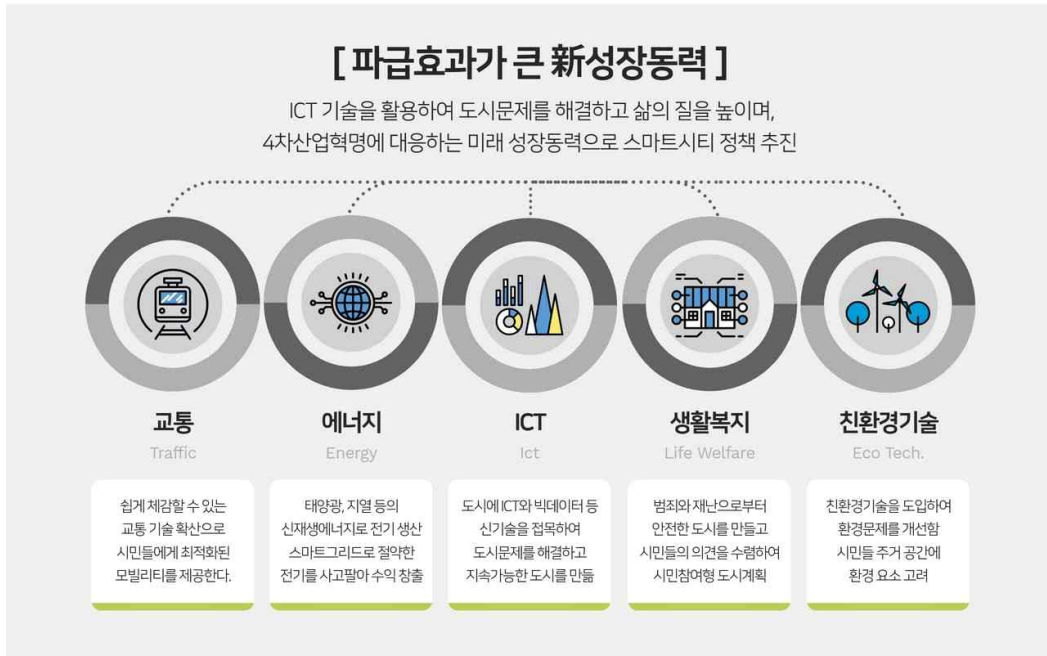 [ 파급효과가 큰 新성장동력 ]
ICT 기술을 활용하여 도시문제를 해결하고 삶의 질을 높이며,
4차산업혁명에 대응하는 미래 성장동력으로 스마트시티 정책 추진
교통
Traffic
쉽게 체감할 수 있는
교통 기술 확산으로
시민들에게 최적화된
모빌리티를 제공한다.
에너지
Energy
태양광, 지열 등의
신재생에너지로 전기 생산
스마트그리드로 절약한
전기를 사고팔아 수익 창출
ICT
Ict
도시에 ICT와 빅데이터 등
신기술을 접목하여
도시문제를 해결하고
지속가능한 도시를 만듦
생활복지
Life Welfare
범죄와 재난으로부터
안전한 도시를 만들고
시민들의 의견을 수렴하여
시민참여형 도시계획
친환경기술
Eco Tech.
친환경기술을 도입하여
환경문제를 개선함
시민들 주거 공간에
환경 요소 고려